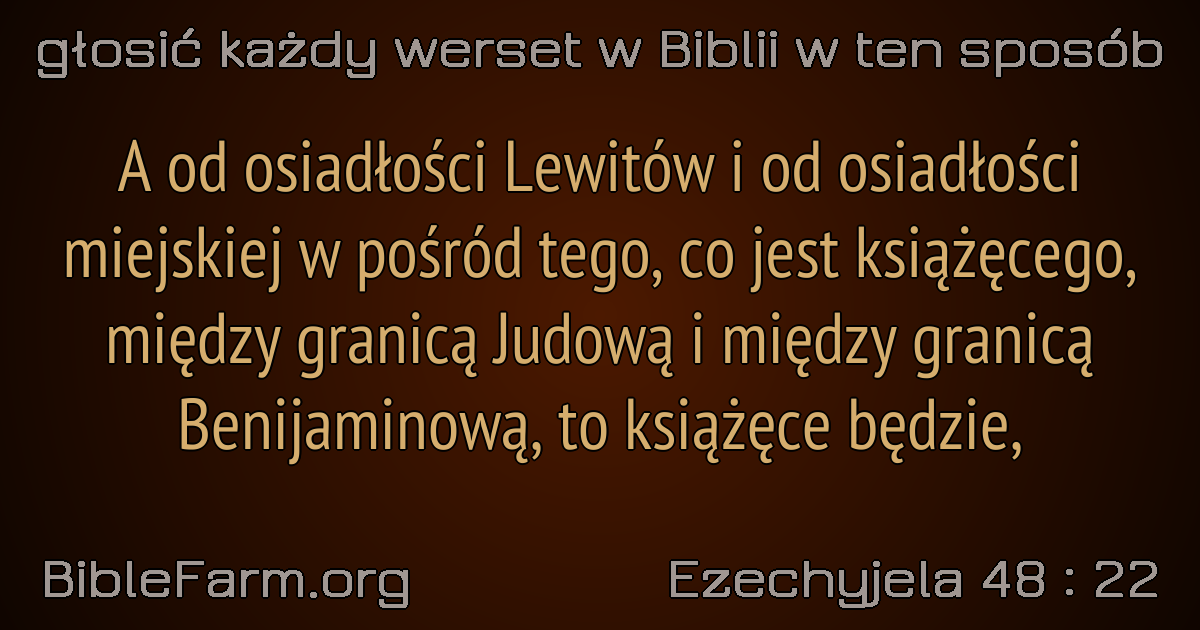 głosić każdy werset w Biblii w ten sposób
A od osiadłości Lewitów i od osiadłości
miejskiej w pośród tego, co jest książęcego,
między granicą Judową i między granicą
Benijaminową, to książęce będzie,
BibleFarm.org
Ezechyjela 48 : 22